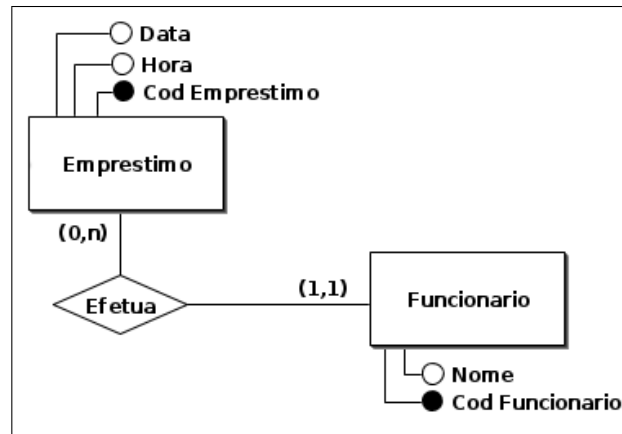 Data
Hora
Cod Emprestimo
Emprestimo
(0,n)
Efetua
(1,1)
Funcionario
Nome
Cod Funcionario